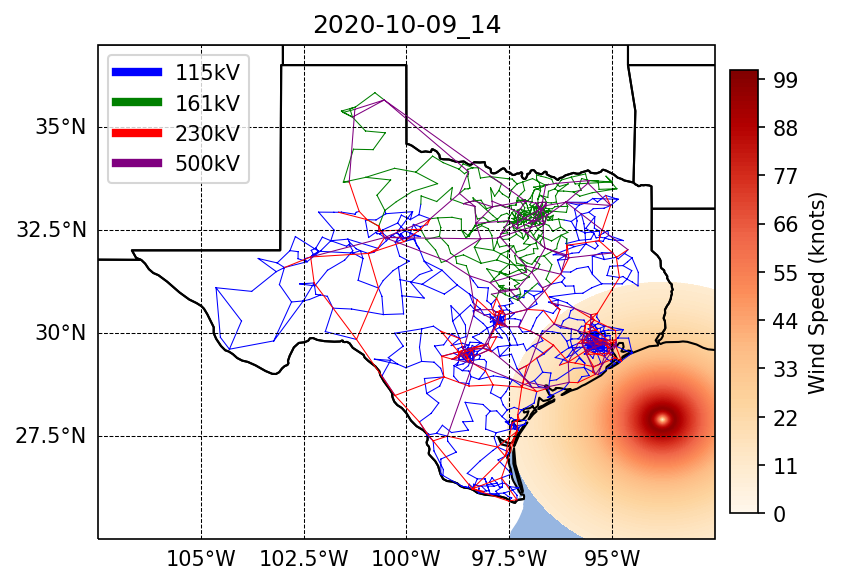 2020-10-09_14
115kV
161kV
230kV
500kV
35°N
32.5°N
30°N
27.5°N
105°W
102.5°W
100°W
97.5°W
95°W
99
88
77
66
55
44
33
22
11
0
Wind Speed (knots)